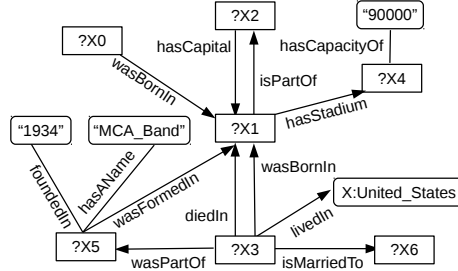 ?X2
"90000"
?X0
hasCapital
hasCapacityOf
wasBornIn
isPartOf
?X4
"1934"
"MCA_Band"
?X1
hasStadium
foundedIn
hasAName
wasFormedIn
wasBornIn
diedIn
livedIn
X:United_States
?X5
wasPartOf
?X3
isMarriedTo
?X6